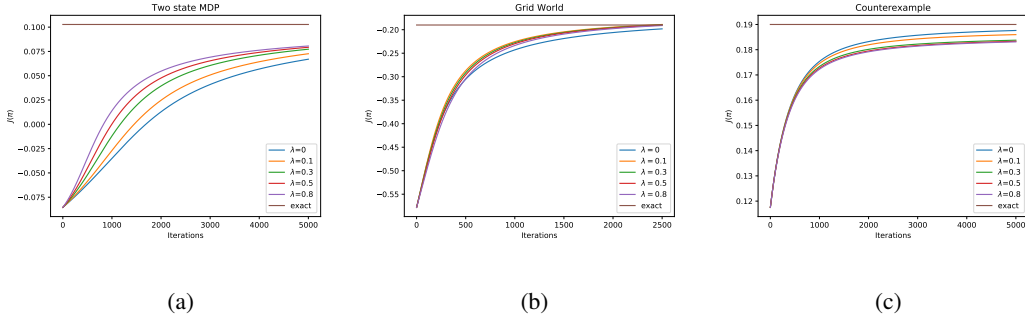 Two state MDP
0.100
0.075
0.050
0.025
0.000
−0.025
−0.050
−0.075
J(π)
0 1000 2000 3000 4000 5000
Iterations
λ=0
λ=0.1
λ=0.3
λ=0.5
λ=0.8
exact
(a)
Grid World
−0.20
−0.25
−0.30
−0.35
−0.40
−0.45
−0.50
−0.55
J(π)
0 500 1000 1500 2000 2500
Iterations
λ = 0
λ = 0.1
λ = 0.3
λ = 0.5
λ = 0.8
exact
(b)
Counterexample
0.19
0.18
0.17
0.16
0.15
0.14
0.13
0.12
J(π)
0 1000 2000 3000 4000 5000
Iterations
λ=0
λ=0.1
λ=0.3
λ=0.5
λ=0.8
exact
(c)